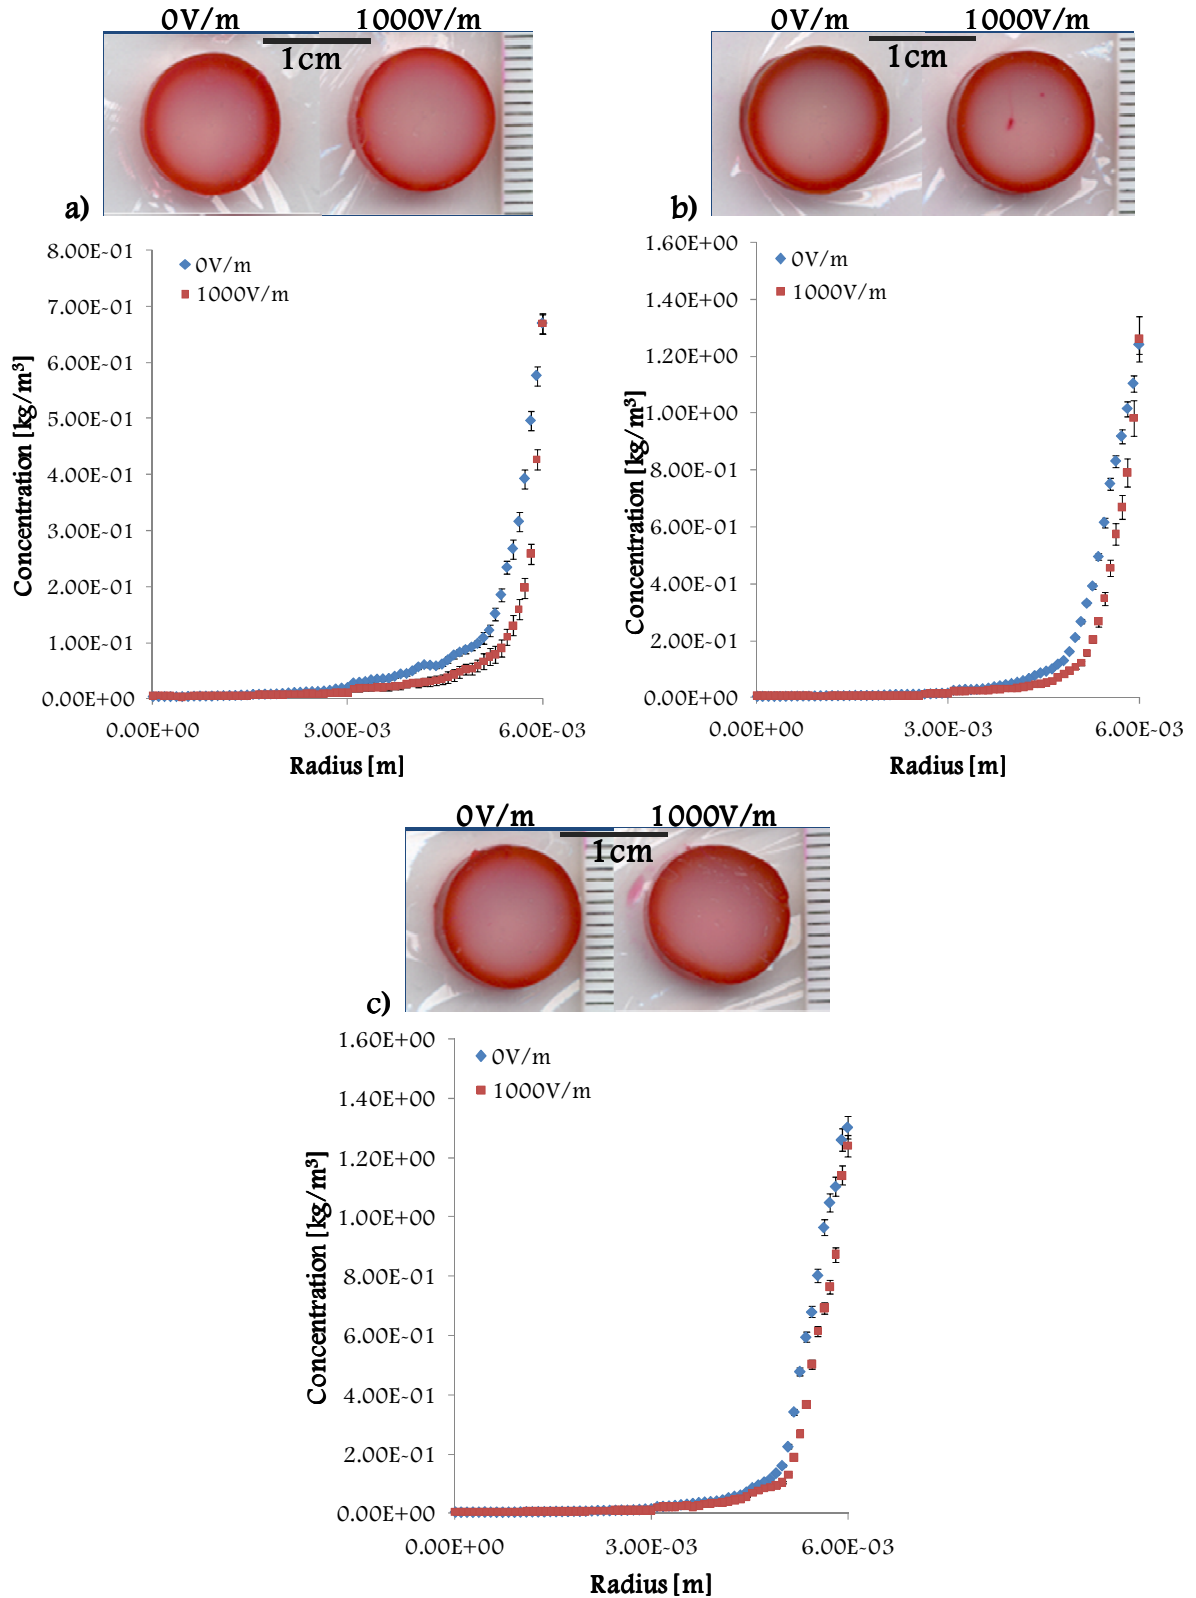 0V/m 1000V/m
1cm
a)
8.00E-01
7.00E-01
6.00E-01
5.00E-01
4.00E-01
3.00E-01
2.00E-01
1.00E-01
0.00E+00
0V/m
1000V/m
Concentration [kg/m³]
0.00E+00 3.00E-03 6.00E-03
Radius [m]
0V/m 1000V/m
1cm
b)
1.60E+00
1.40E+00
1.20E+00
1.00E+00
8.00E-01
6.00E-01
4.00E-01
2.00E-01
0.00E+00
0V/m
1000V/m
Concentration [kg/m³]
0.00E+00 3.00E-03 6.00E-03
Radius [m]
0V/m 1000V/m
1cm
c)
1.60E+00
1.40E+00
1.20E+00
1.00E+00
8.00E-01
6.00E-01
4.00E-01
2.00E-01
0.00E+00
0V/m
1000V/m
Concentration [kg/m³]
0.00E+00 3.00E-03 6.00E-03
Radius [m]